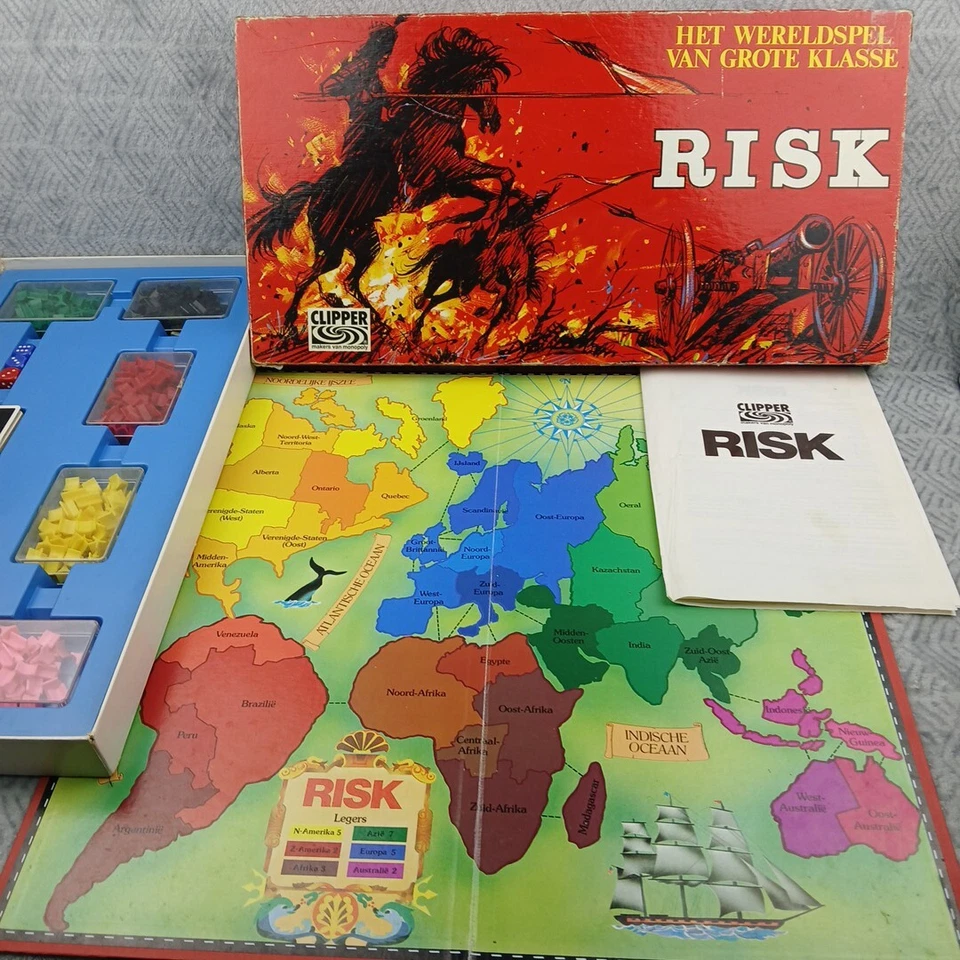 HET WERELDSPEL
VAN GROTE KLASSE
RISK
CLIPPER
makers van monopoly
CLIPPER
RISK
NOORDELIJKE IJSZEE
Groenland
N
Noord-West-
Territoria
Alberta
Ontario
Quebec
Verenigde-Staten
(West)
Verenigde-Staten
(Oost)
Midden-
Amerika
ATLANTISCHE OCEAAN
IJsland
Scandinavië
Oost-Europa
Groot-
Brittannië
Noord-
Europa
West-
Europa
Zuid-
Europa
Oeral
Kazachstan
Midden-
Oosten
India
Zuid-Oost
Azië
Venezuela
Brazilië
Peru
Argentinië
Noord-Afrika
Egypte
Oost-Afrika
Centraal-
Afrika
Zuid-Afrika
Madagascar
INDISCHE
OCEAAN
Indonesi
Nieuw-
Guinea
West-
Australië
Oost-
Australië
RISK
Legers
N-Amerika 5
Azië 7
Z-Amerika 2
Europa 5
Afrika 3
Australië 2